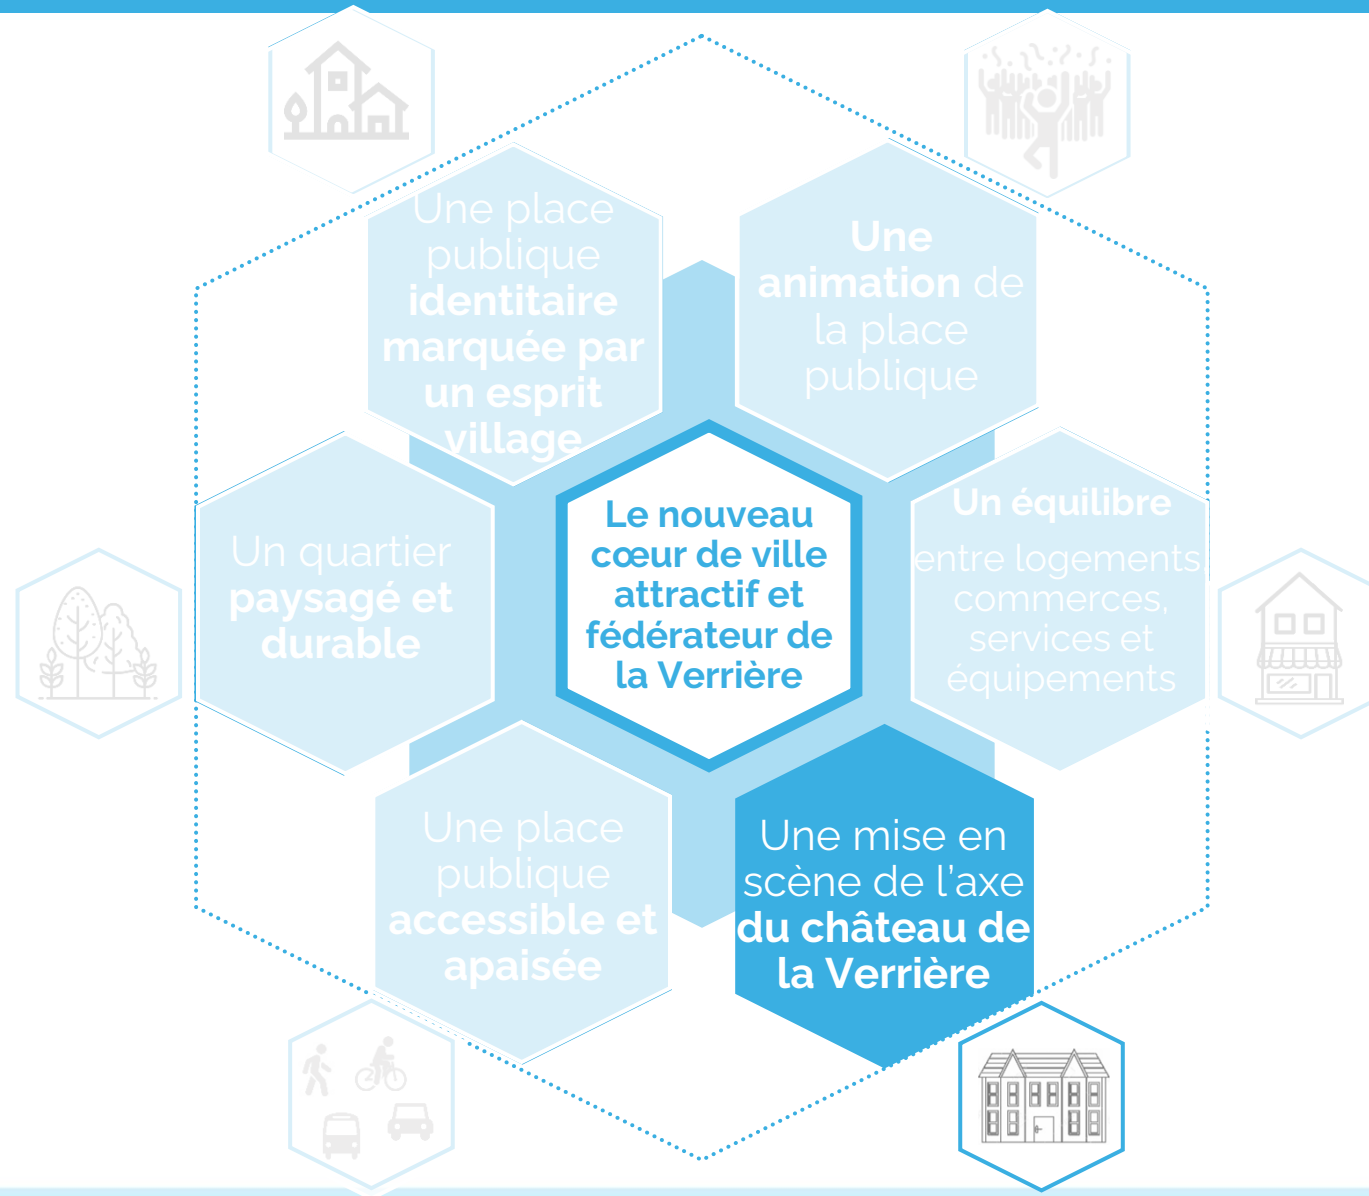 Une place
publique
identitaire
marquée par
un esprit
village
Une
animation de
la place
publique
Un quartier
paysagé et
durable
Le nouveau
cœur de ville
attractif et
fédérateur de
la Verrière
Un équilibre
entre logements
commerces,
services et
équipements
Une place
publique
accessible et
apaisée
Une mise en
scène de l'axe
du château de
la Verrière